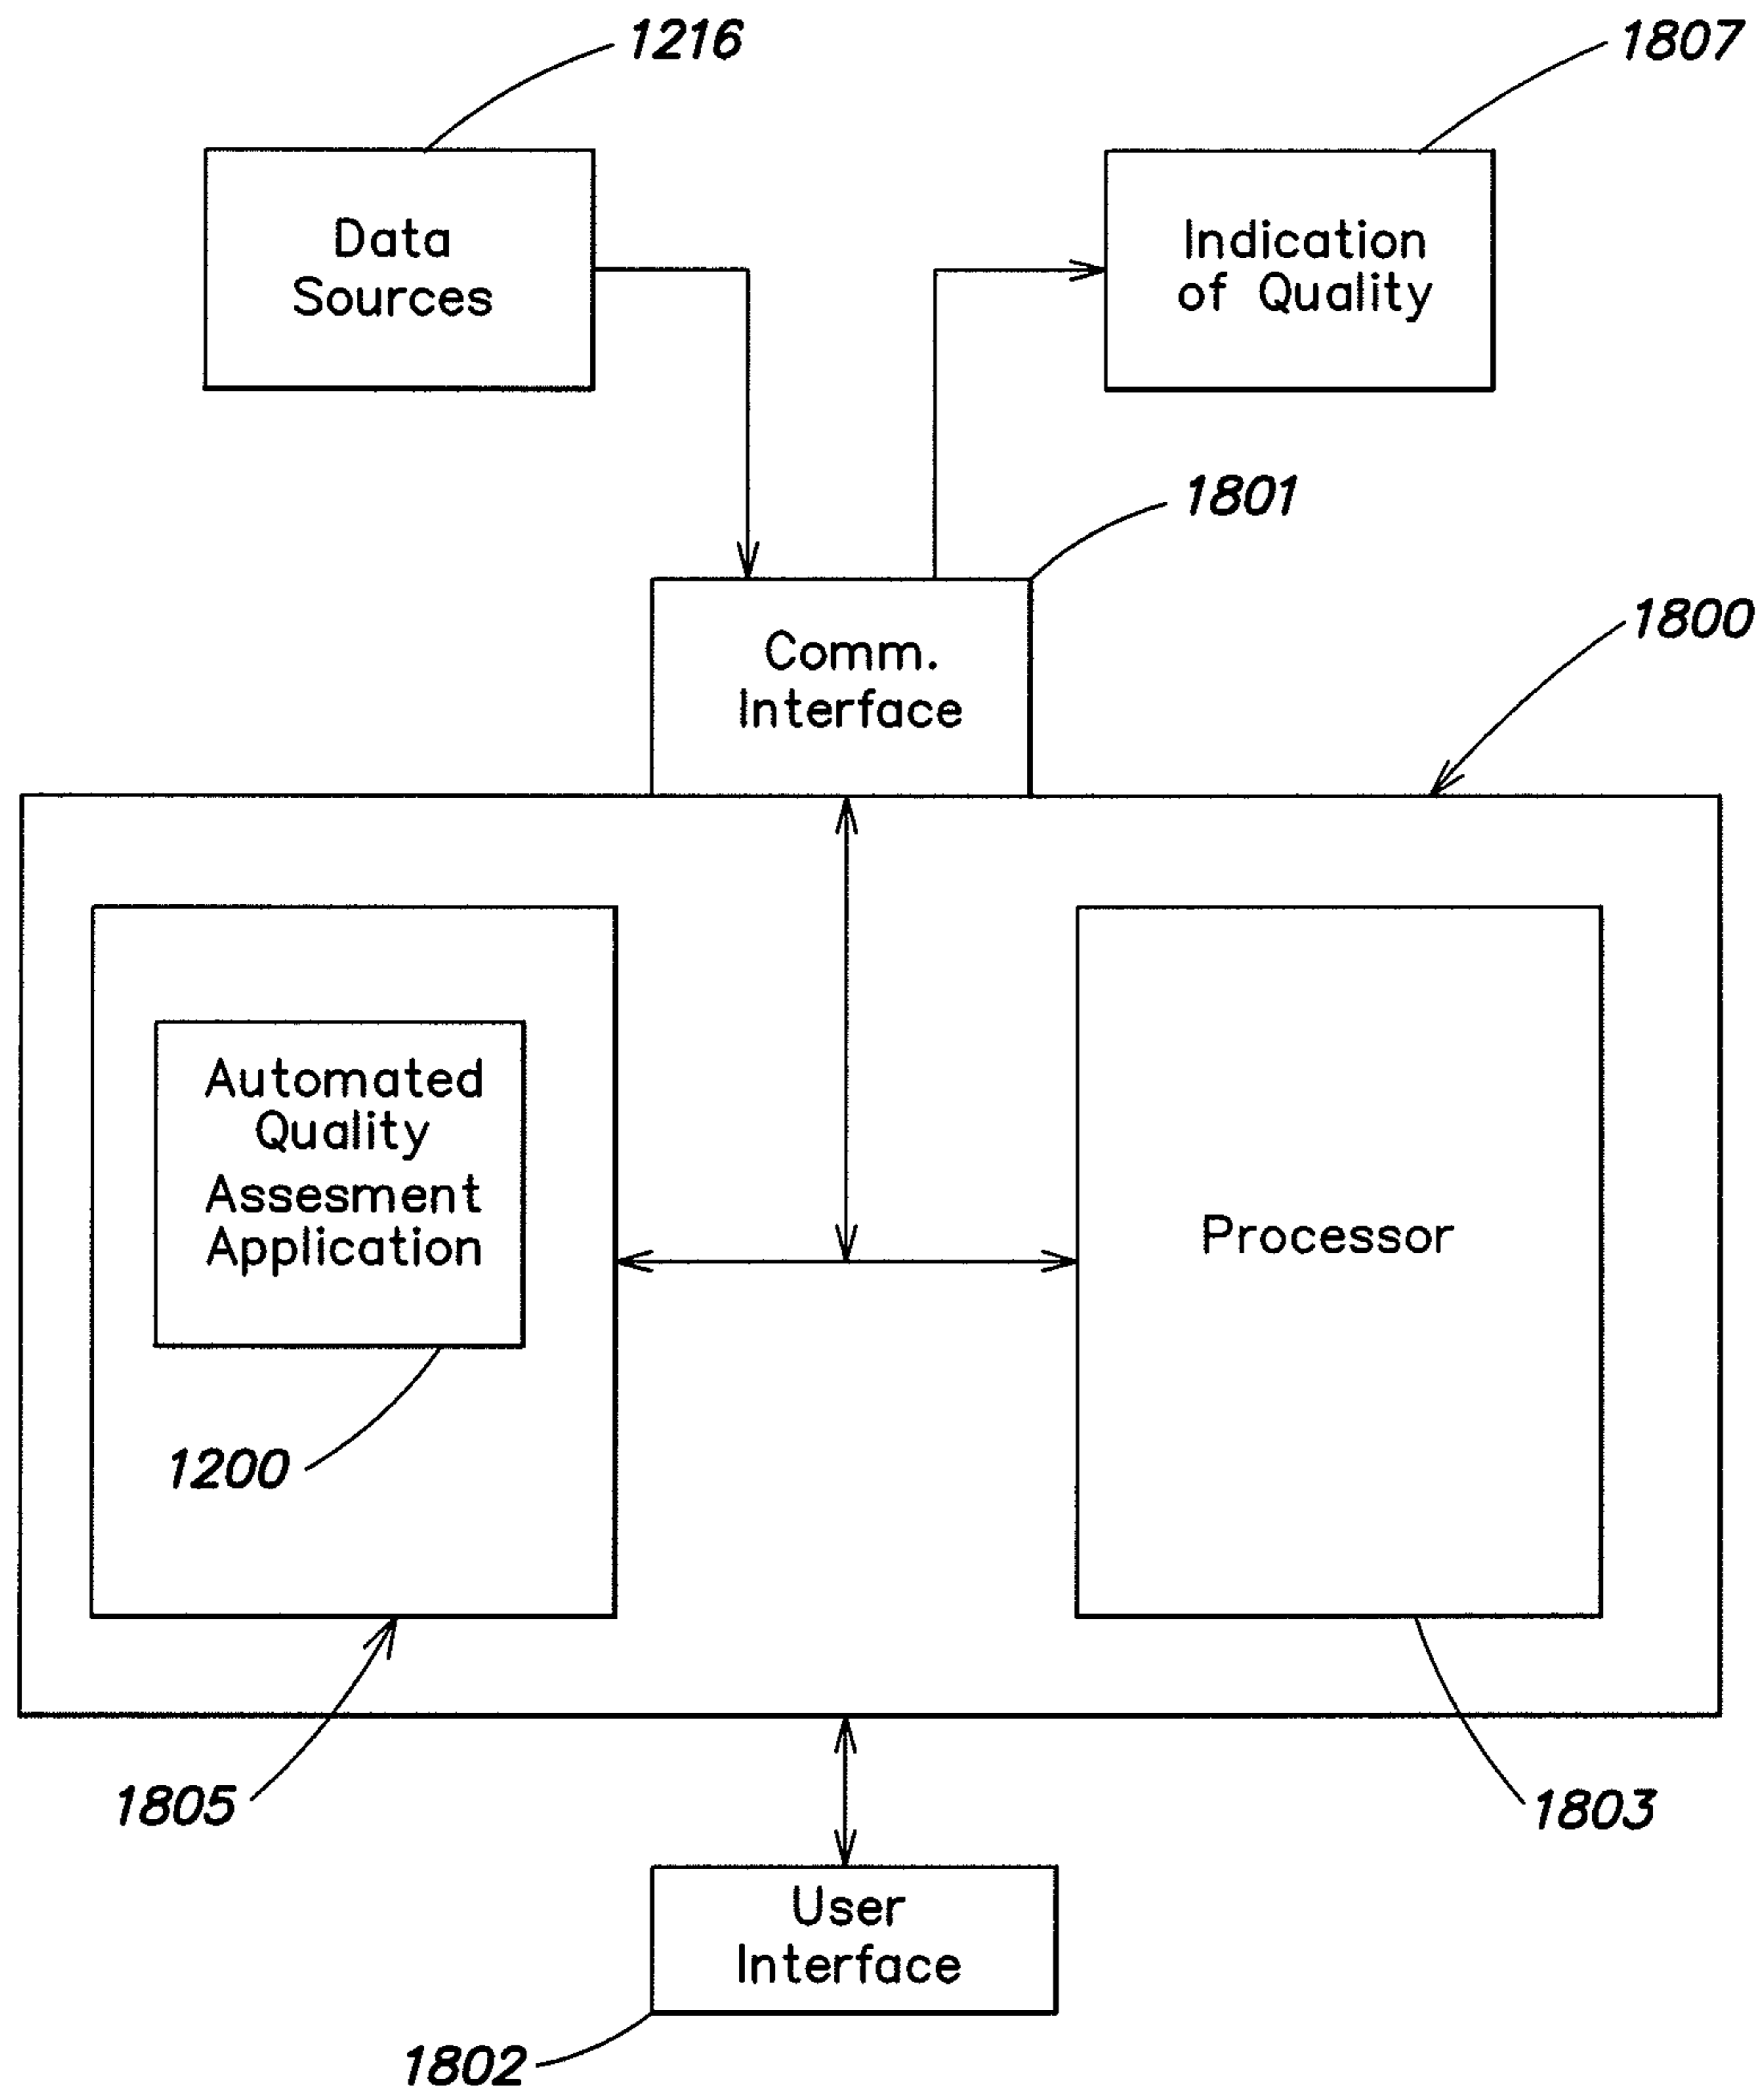 1216
1807
Data
Sources
Indication
of Quality
1801
Comm.
Interface
1800
Automated
Quality
Assesment
Application
Processor
1200
1805
1803
User
Interface
1802